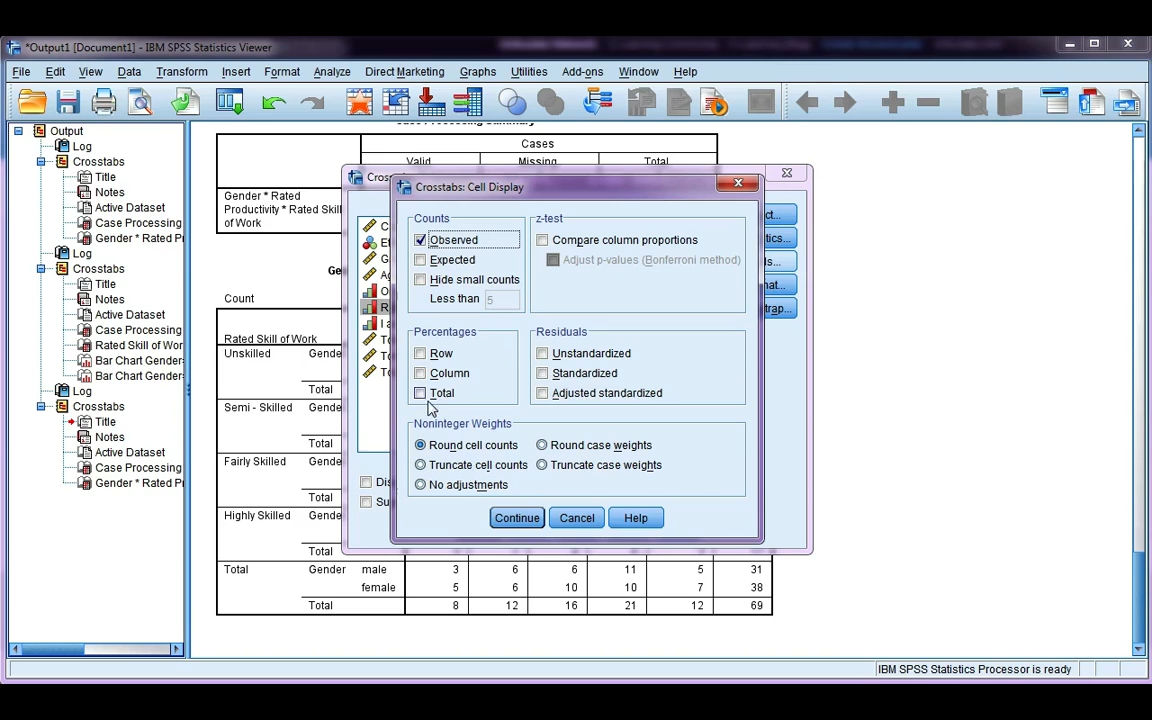 *Output1 [Document1] - IBM SPSS Statistics Viewer
File Edit View Data Transform Insert Format Analyze Direct Marketing Graphs Utilities Add-ons Window Help
Output
Log
Crosstabs
Title
Notes
Active Dataset
Case Processing
Gender * Rated P
Log
Crosstabs
Title
Notes
Active Dataset
Case Processing
Rated Skill of Wor
Bar Chart Gender
Bar Chart Gender
Log
Crosstabs
Title
Notes
Active Dataset
Case Processing
Gender * Rated P
Case Processing Summary
Cases
Valid Missing Total
Gender * Rated
Productivity * Rated Skill
of Work
Count
Rated Skill of Work
Unskilled Gende
Total
Semi - Skilled Gende
Total
Fairly Skilled Gende
Total
Highly Skilled Gende
Total
Total Gender male 3 6 6 11 5 31
female 5 6 10 10 7 38
Total 8 12 16 21 12 69
Crosstabs: Cell Display
Counts
Observed
Expected
Hide small counts
Less than 5
z-test
Compare column proportions
Adjust p-values (Bonferroni method)
Percentages
Row
Column
Total
Residuals
Unstandardized
Standardized
Adjusted standardized
Noninteger Weights
Round cell counts Round case weights
Truncate cell counts Truncate case weights
No adjustments
Continue Cancel Help
IBM SPSS Statistics Processor is ready